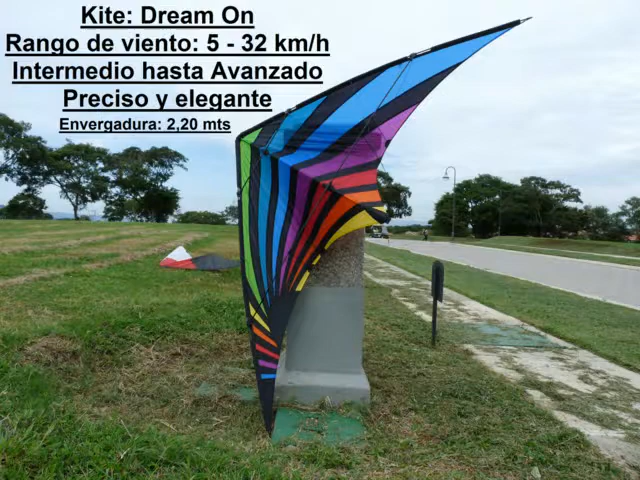 Kite: Dream On
Rango de viento: 5 - 32 km/h
Intermedio hasta Avanzado
Preciso y elegante
Envergadura: 2,20 mts